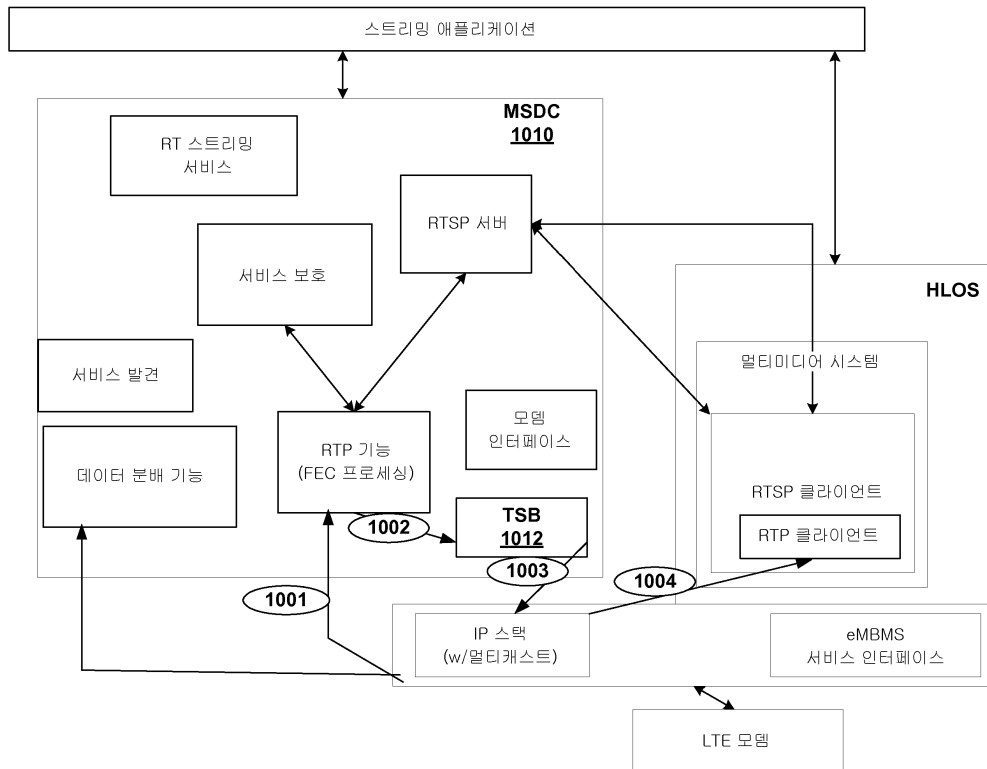 스트리밍 애플리케이션
MSDC
1010
RT 스트리밍
서비스
RTSP 서버
서비스 보호
HLOS
서비스 발견
멀티미디어 시스템
모뎀
인터페이스
RTP 기능
(FEC 프로세싱)
데이터 분배 기능
RTSP 클라이언트
TSB
1012
1002
RTP 클라이언트
1003
1004
1001
IP 스택
(w/멀티캐스트)
eMBMS
서비스 인터페이스
LTE 모뎀